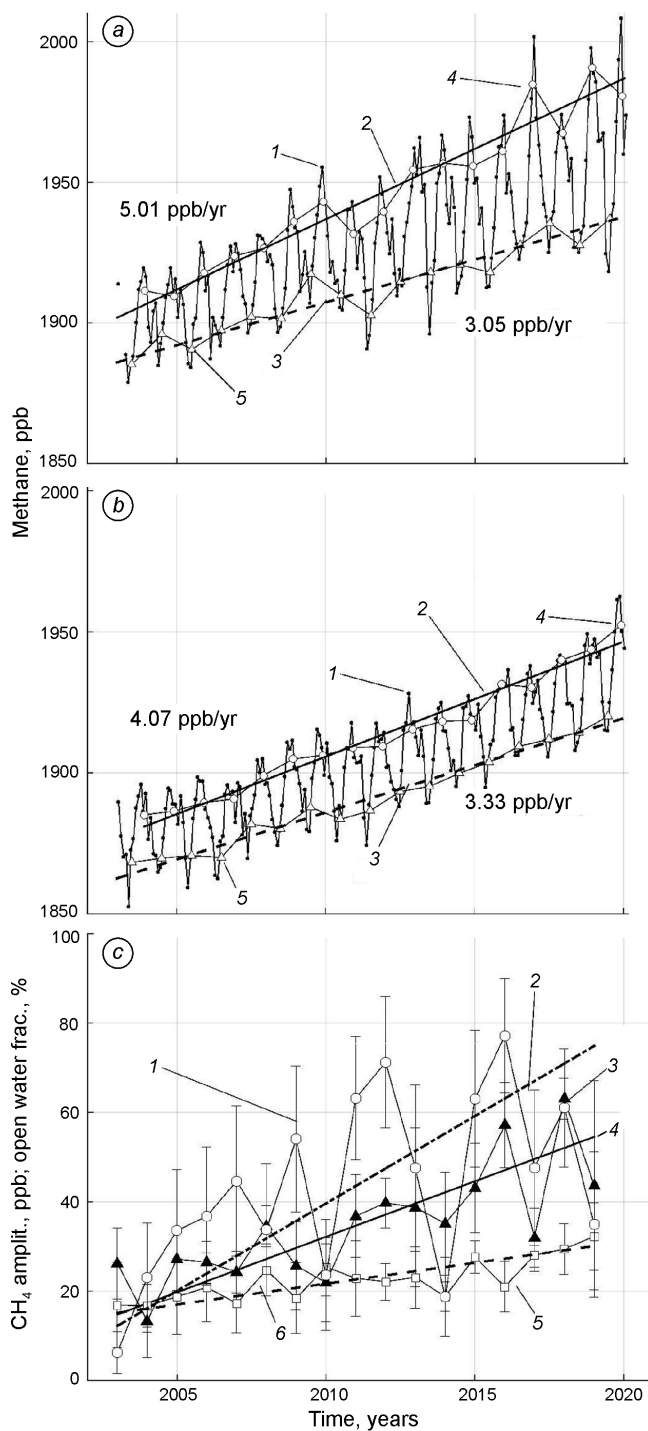 a
2000
4
2
1
1950
5.01 ppb/yr
1900
3.05 ppb/yr
3
5
1850
Methane, ppb
b
2000
2
4
1950
1
4.07 ppb/yr
1900
3.33 ppb/yr
3
5
1850
c
100
80
2
1
3
60
4
40
20
6
5
0
CH₄ amplit., ppb; open water frac., %
2005 2010 2015 2020
Time, years